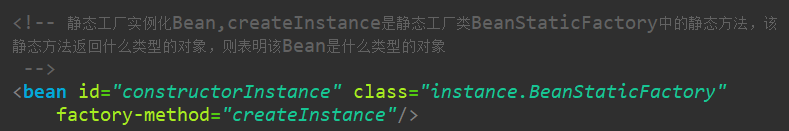 <!-- 静态工厂实例化Bean,createInstance是静态工厂类BeanStaticFactory中的静态方法，该
静态方法返回什么类型的对象，则表明该Bean是什么类型的对象
-->
<bean id="constructorInstance" class="instance.BeanStaticFactory"
factory-method="createInstance"/>